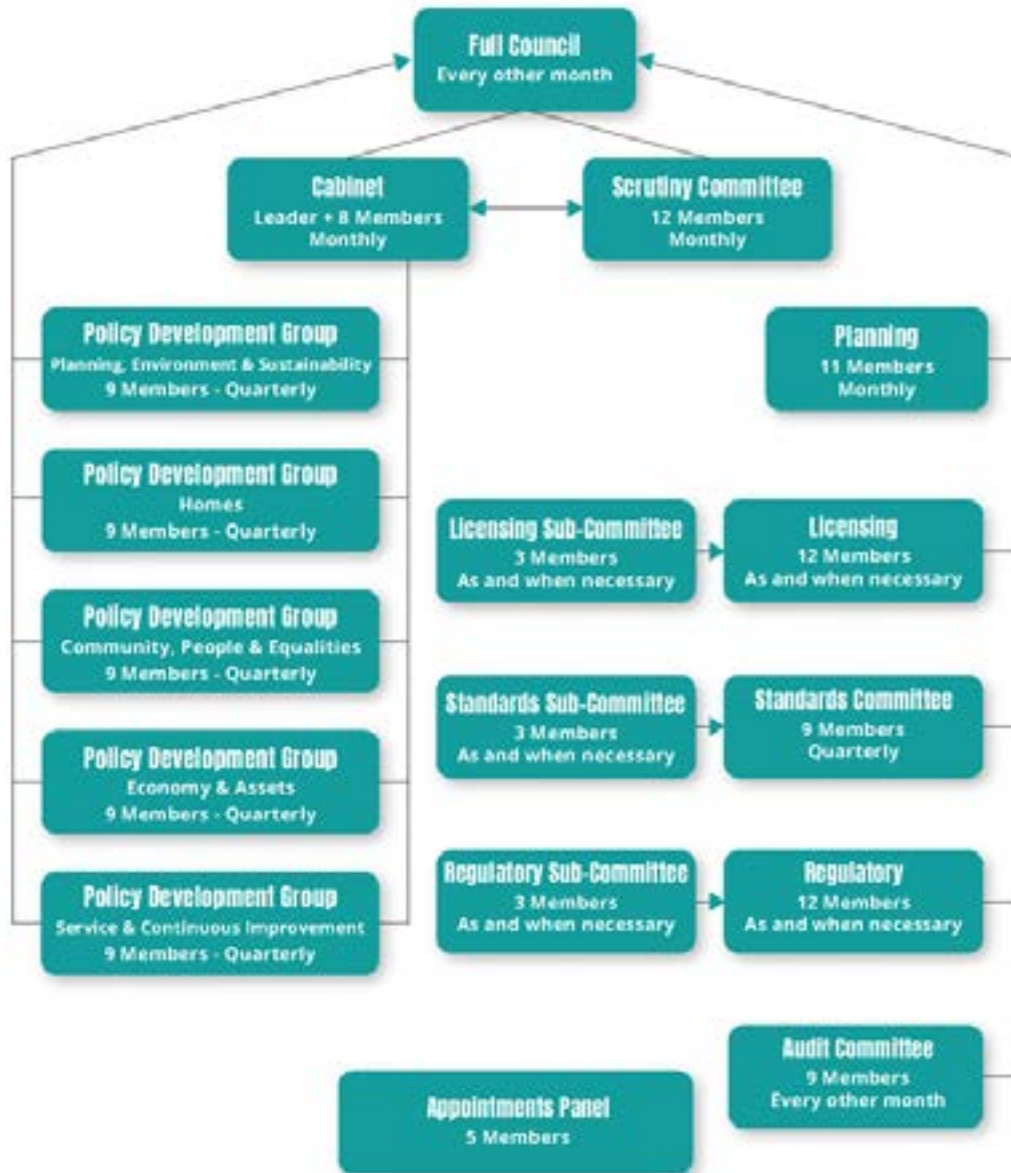 Full Council
Every other month
Cabinet
Leader + 8 Members
Monthly
Scrutiny Committee
12 Members
Monthly
Policy Development Group
Planning, Environment & Sustainability
9 Members - Quarterly
Policy Development Group
Homes
9 Members - Quarterly
Policy Development Group
Community, People & Equalities
9 Members - Quarterly
Policy Development Group
Economy & Assets
9 Members - Quarterly
Policy Development Group
Service & Continuous Improvement
9 Members - Quarterly
Planning
11 Members
Monthly
Licensing Sub-Committee
3 Members
As and when necessary
Licensing
12 Members
As and when necessary
Standards Sub-Committee
3 Members
As and when necessary
Standards Committee
9 Members
Quarterly
Regulatory Sub-Committee
3 Members
As and when necessary
Regulatory
12 Members
As and when necessary
Audit Committee
9 Members
Every other month
Appointments Panel
5 Members